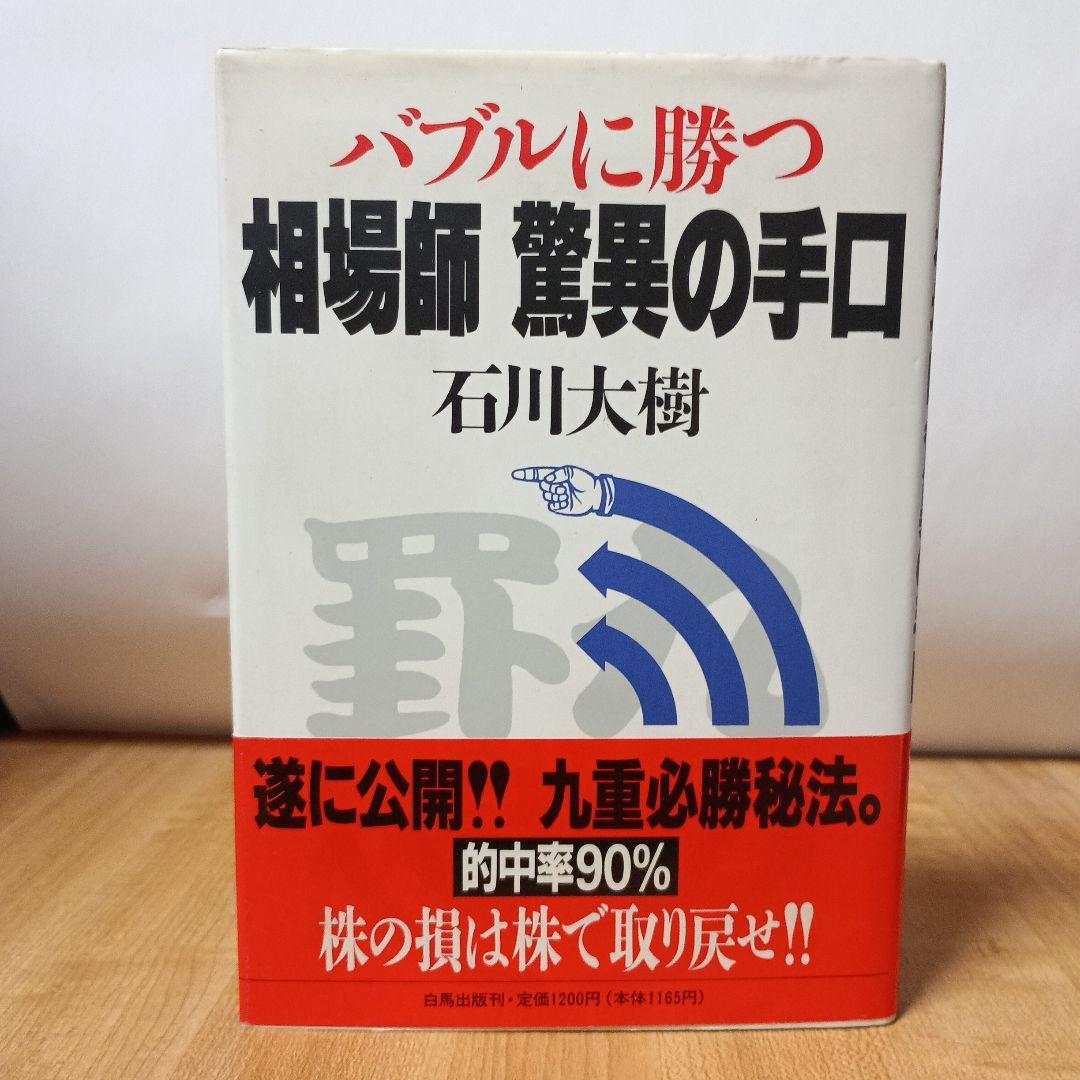 バブルに勝つ
相場師 驚異の手口
石川大樹
罫
遂に公開!! 九重必勝秘法。
的中率90%
株の損は株で取り戻せ!!
白馬出版刊・定価1200円(本体1165円)